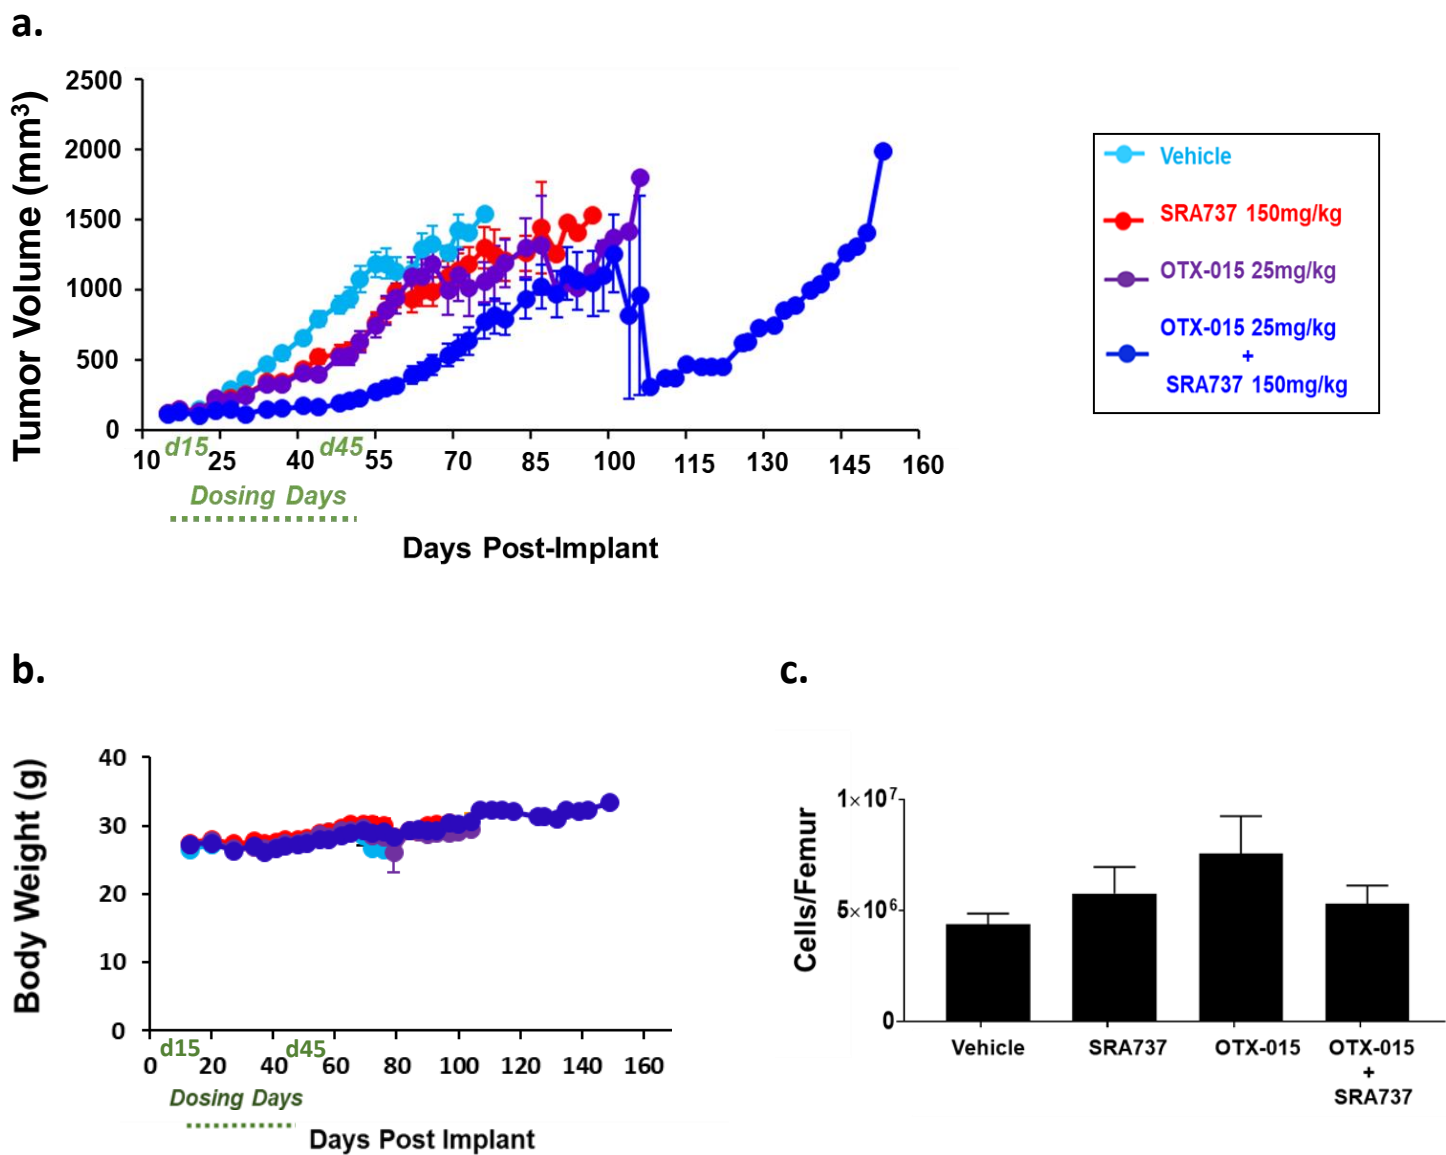 a.
Tumor Volume (mm³)
2500
2000
1500
1000
500
0
10 25 40 55 70 85 100 115 130 145 160
d15 d45
Dosing Days
Days Post-Implant
Vehicle
SRA737 150mg/kg
OTX-015 25mg/kg
OTX-015 25mg/kg
+
SRA737 150mg/kg
b.
Body Weight (g)
40
30
20
10
0
d15 d45
0 20 40 60 80 100 120 140 160
Dosing Days
Days Post Implant
c.
Cells/Femur
1×10⁷
5×10⁶
0
Vehicle SRA737 OTX-015 OTX-015
+
SRA737